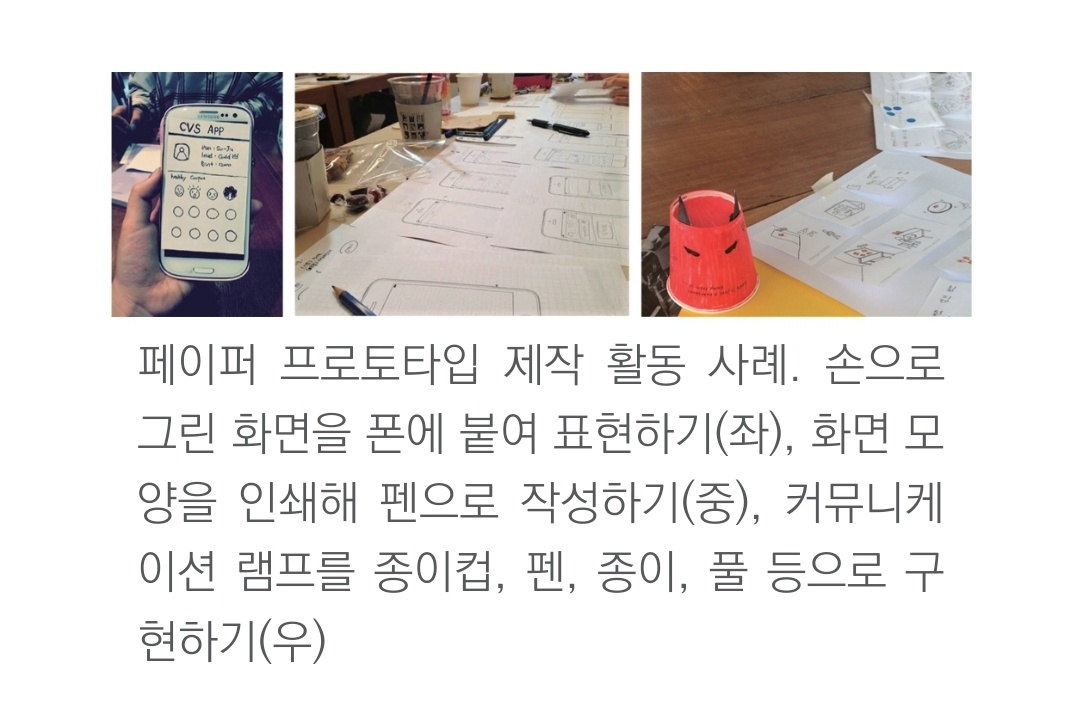 CVS APP
페이퍼 프로토타입 제작 활동 사례. 손으로
그린 화면을 폰에 붙여 표현하기(좌), 화면 모
양을 인쇄해 펜으로 작성하기(중), 커뮤니케
이션 램프를 종이컵, 펜, 종이, 풀 등으로 구
현하기(우)